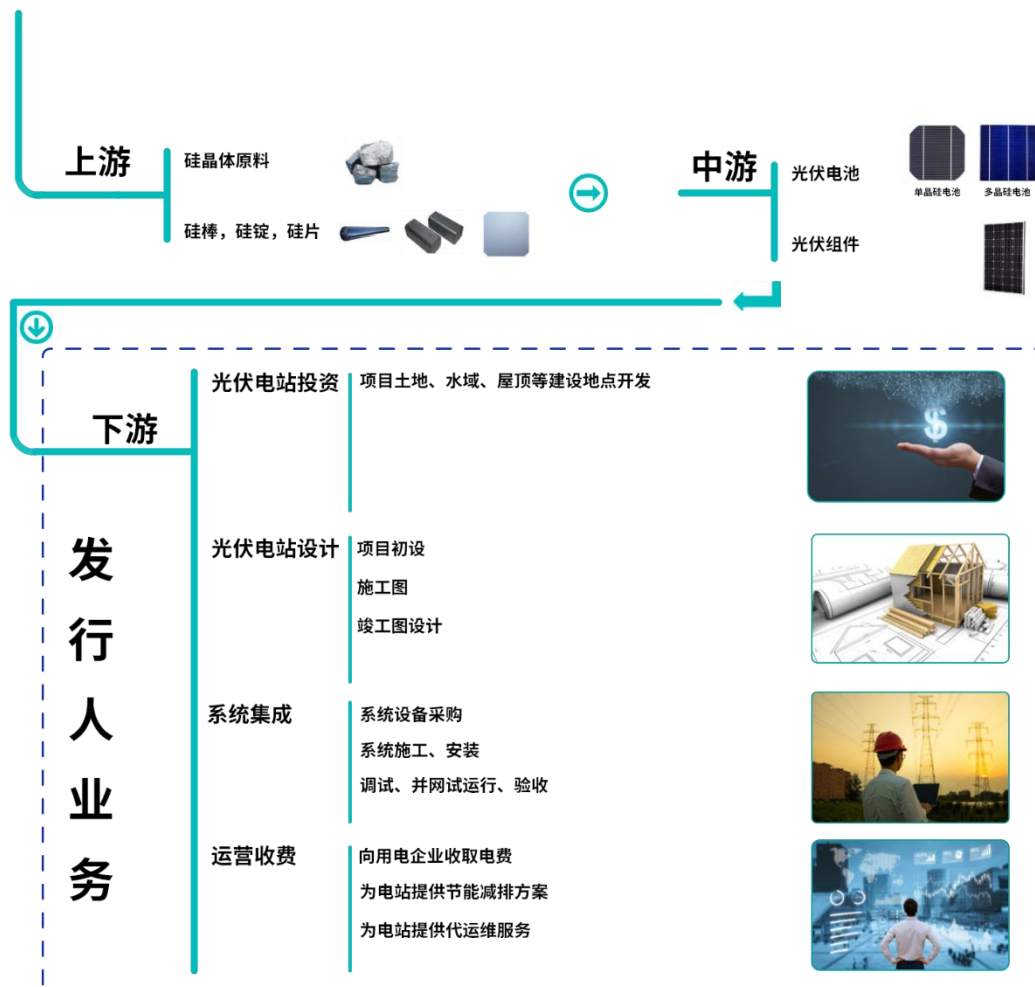 上游
硅晶体原料
硅棒，硅锭，硅片
中游
光伏电池
单晶硅电池
多晶硅电池
光伏组件
下游
发行人业务
光伏电站投资
项目土地、水域、屋顶等建设地点开发
光伏电站设计
项目初设
施工图
竣工图设计
系统集成
系统设备采购
系统施工、安装
调试、并网试运行、验收
运营收费
向用电企业收取电费
为电站提供节能减排方案
为电站提供代运维服务